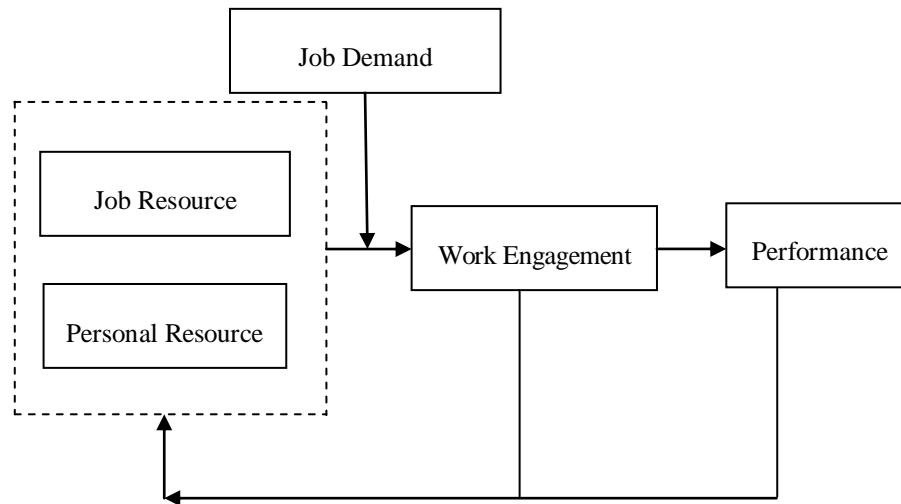 Job Demand
Job Resource
Work Engagement
Performance
Personal Resource